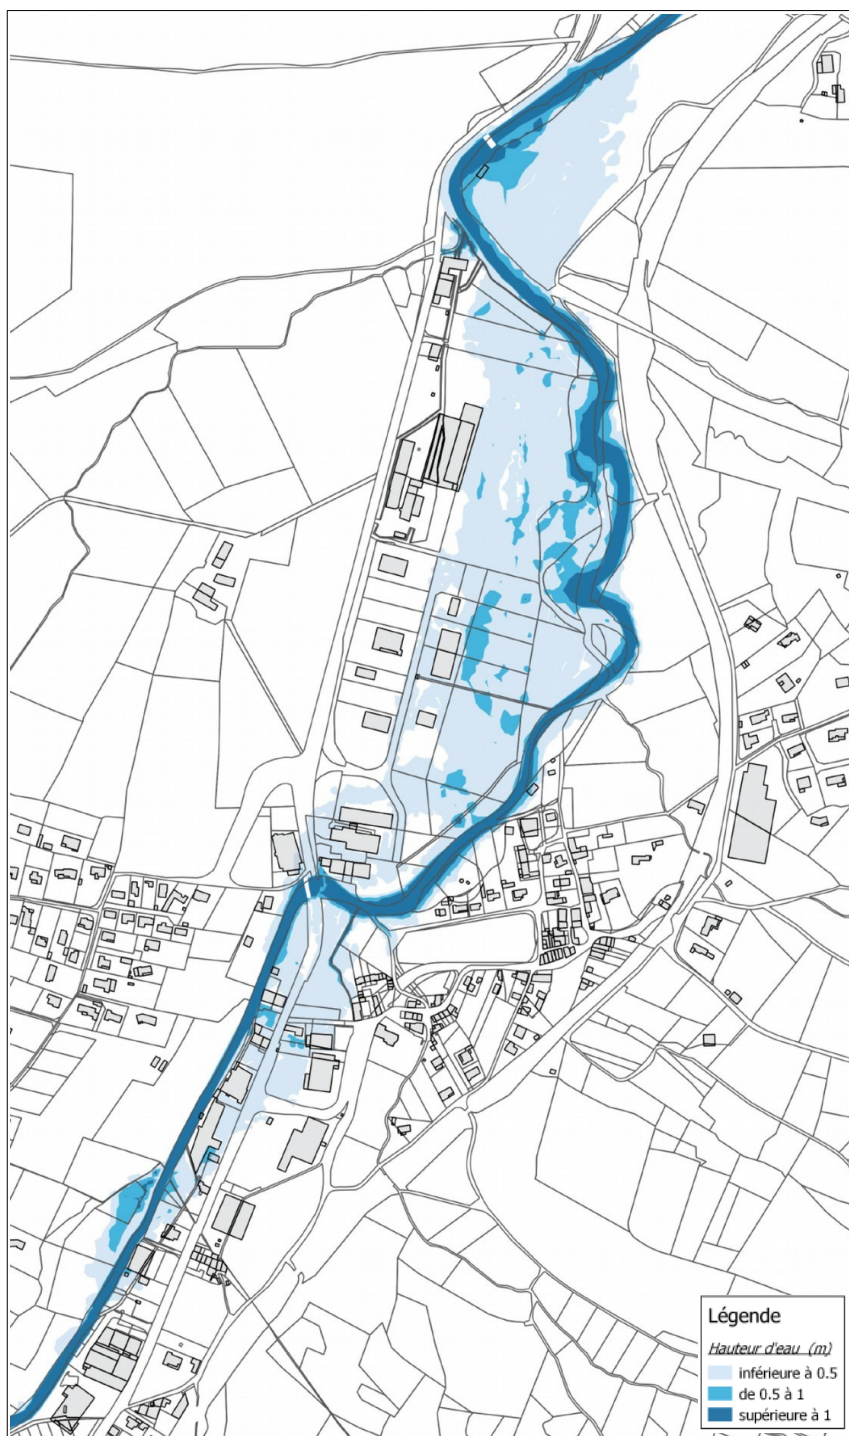 Légende
Hauteur d'eau (m)
inférieure à 0.5
de 0.5 à 1
supérieure à 1